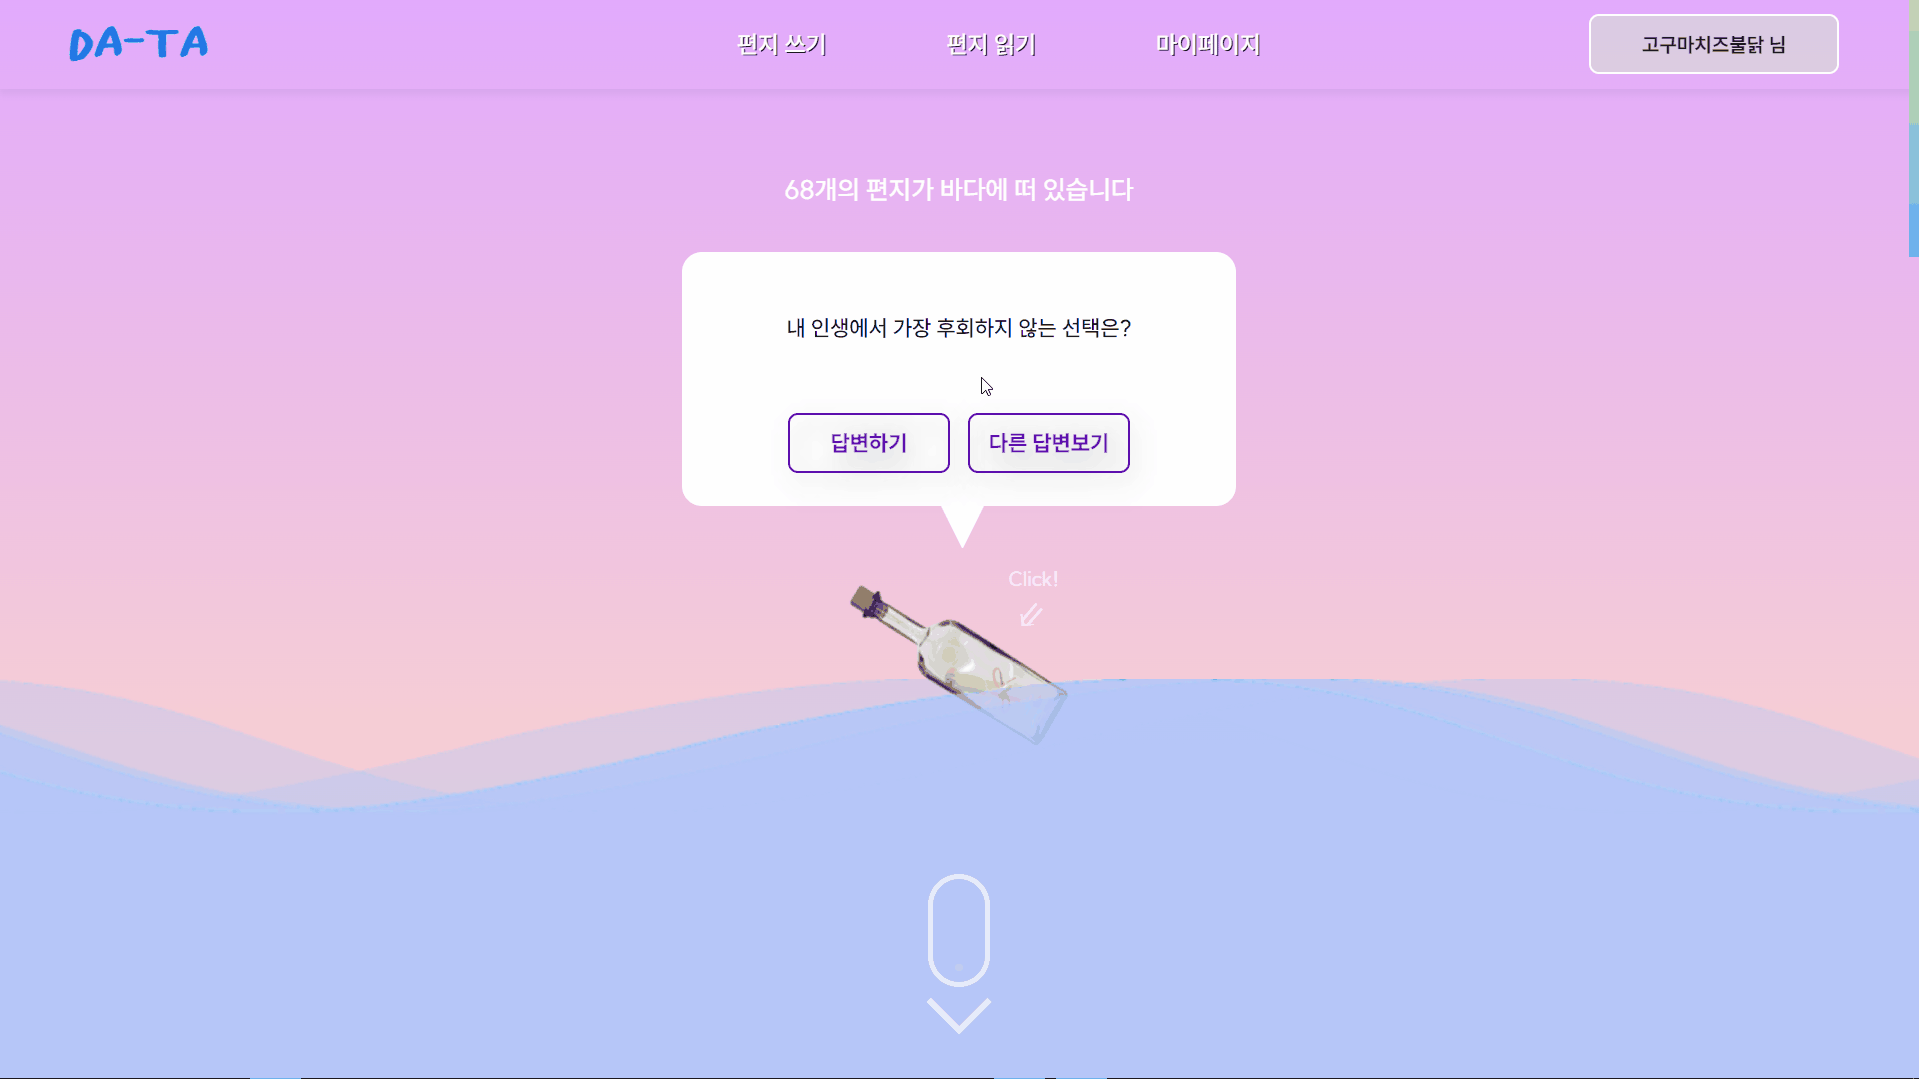 DA-TA
편지 쓰기
편지 읽기
마이페이지
고구마치즈불닭 님
68개의 편지가 바다에 떠 있습니다
내 인생에서 가장 후회하지 않는 선택은?
답변하기
다른 답변보기
Click!